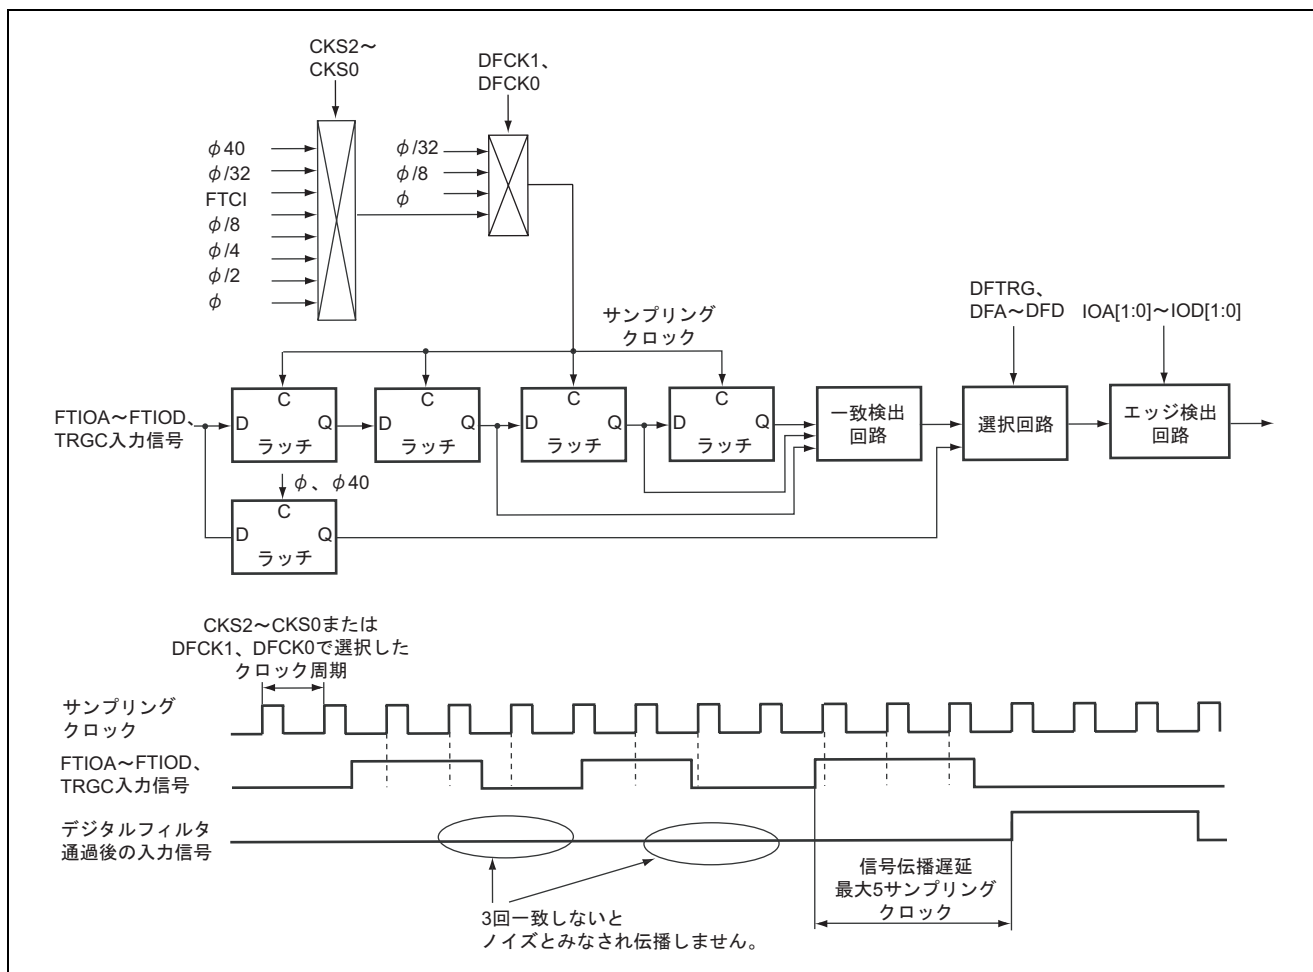 CKS2～
CKS0
DFCK1、
DFCK0
φ40
φ/32
FTCI
φ/8
φ/4
φ/2
φ
φ/32
φ/8
φ
サンプリング
クロック
DFTRG、
DFA～DFD
IOA[1:0]～IOD[1:0]
FTIOA～FTIOD、
TRGC入力信号
C
D
Q
ラッチ
C
D
Q
ラッチ
C
D
Q
ラッチ
C
D
Q
ラッチ
一致検出
回路
選択回路
エッジ検出
回路
φ、φ40
C
D
Q
ラッチ
CKS2～CKS0または
DFCK1、DFCK0で選択した
クロック周期
サンプリング
クロック
FTIOA～FTIOD、
TRGC入力信号
デジタルフィルタ
通過後の入力信号
3回一致しないと
ノイズとみなされ伝播しません。
信号伝播遅延
最大5サンプリング
クロック